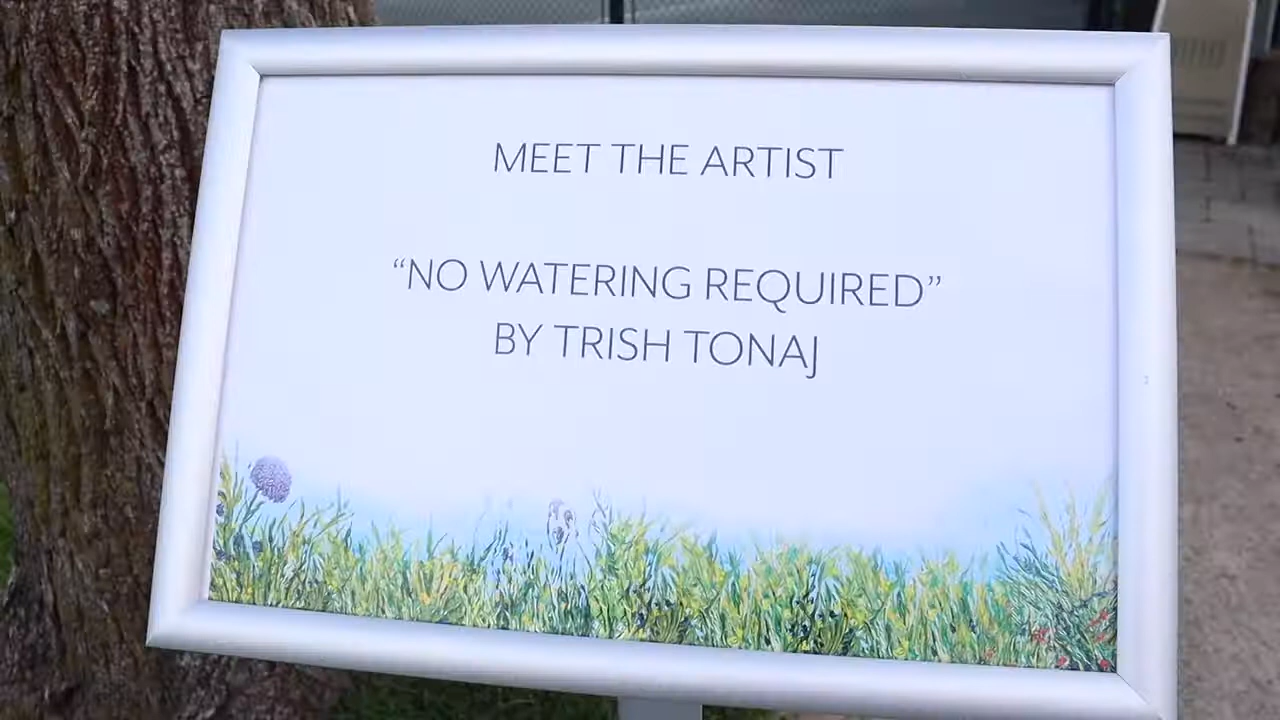 MEET THE ARTIST
“NO WATERING REQUIRED”
BY TRISH TONAJ